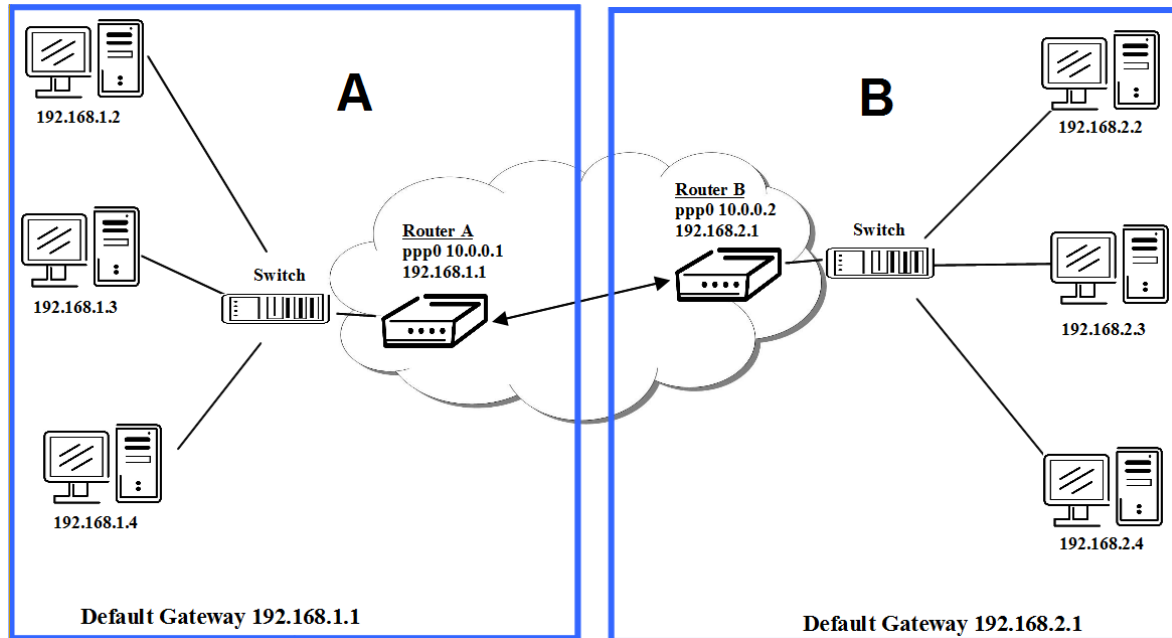 A
192.168.1.2
192.168.1.3
192.168.1.4
Switch
Router A
ppp0 10.0.0.1
192.168.1.1
Default Gateway 192.168.1.1
B
Router B
ppp0 10.0.0.2
192.168.2.1
Switch
192.168.2.2
192.168.2.3
192.168.2.4
Default Gateway 192.168.2.1